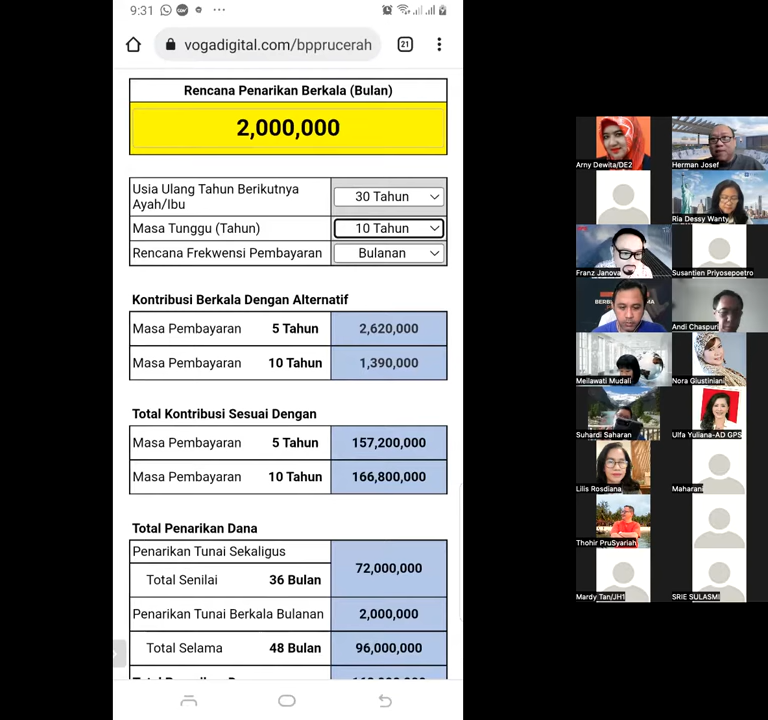 9:31
vogadigital.com/bpprucerah
21
Rencana Penarikan Berkala (Bulan)
2,000,000
Usia Ulang Tahun Berikutnya
Ayah/Ibu
30 Tahun
Masa Tunggu (Tahun)
10 Tahun
Rencana Frekwensi Pembayaran
Bulanan
Kontribusi Berkala Dengan Alternatif
Masa Pembayaran 5 Tahun 2,620,000
Masa Pembayaran 10 Tahun 1,390,000
Total Kontribusi Sesuai Dengan
Masa Pembayaran 5 Tahun 157,200,000
Masa Pembayaran 10 Tahun 166,800,000
Total Penarikan Dana
Penarikan Tunai Sekaligus
72,000,000
Total Senilai 36 Bulan
Penarikan Tunai Berkala Bulanan 2,000,000
Total Selama 48 Bulan 96,000,000
Arny Dewita/DE2
Herman Josef
Ria Dessy Wanty
Franz Janova
Susantien Priyosepoetro
Andi Chaspuri
Meilawati Mudali
Nora Giustiniani
Suhardi Saharan
Ulfa Yuliana-AD GPS
Lilis Rosdiana
Maharani
Thohir PruSyariah
Mardy Tan/JH1
SRIE SULASMI